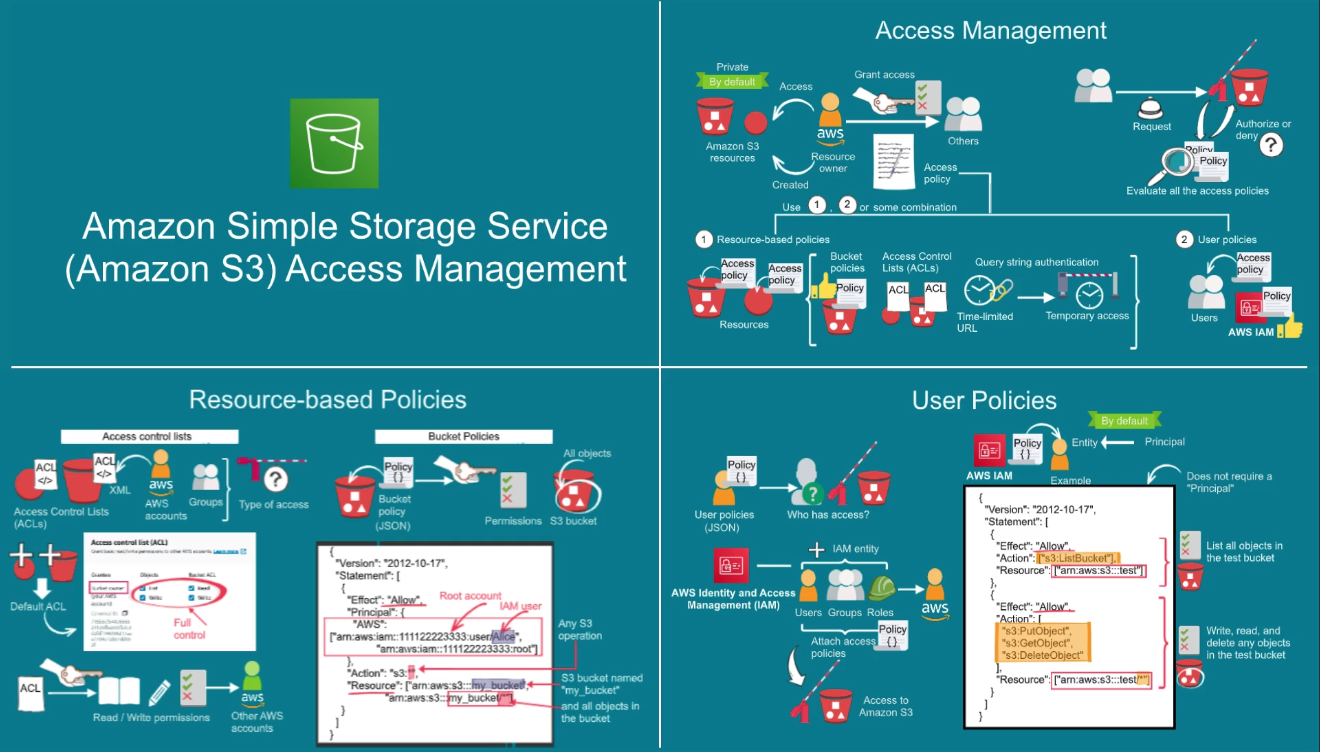 Amazon Simple Storage Service
(Amazon S3) Access Management
Access Management
Private
By default
Access
Amazon S3
resources
aws
Resource
owner
Created
Grant access
Others
Access
policy
Request
Authorize or
deny
?
Policy
Policy
Evaluate all the access policies
Use 1 , 2 or some combination
1 Resource-based policies
Access
policy
Access
policy
Resources
Bucket
policies
Policy
Access Control
Lists (ACLs)
ACL
ACL
Query string authentication
Time-limited
URL
Temporary access
2 User policies
Access
policy
Users
Policy
AWS IAM
Resource-based Policies
Access control lists
ACL
</>
ACL
</>
XML
Access Control Lists
(ACLs)
aws
AWS
accounts
Groups
?
Type of access
Default ACL
Access control list (ACL)
Grantee
Objects
Bucket ACL
List
Read
Write
Write
Full
control
ACL
Read / Write permissions
aws
Other AWS
accounts
Bucket Policies
Policy
{ }
Bucket
policy
(JSON)
Permissions
All objects
S3 bucket
{
"Version": "2012-10-17",
"Statement": [
{
"Effect": "Allow",
"Principal": {
"AWS":
["arn:aws:iam::111122223333:user/Alice",
"arn:aws:iam::111122223333:root"]
},
"Action": "s3:*",
"Resource": ["arn:aws:s3:::my_bucket",
"arn:aws:s3:::my_bucket/*"]
}
]
}
Root account
IAM user
Any S3
operation
S3 bucket named
"my_bucket"
and all objects in
the bucket
User Policies
Policy
{ }
User policies
(JSON)
?
Who has access?
AWS Identity and Access
Management (IAM)
IAM entity
Users
Groups
Roles
aws
Attach access
policies
Policy
{ }
Access to
Amazon S3
By default
Policy
{ }
AWS IAM
Entity
Principal
Example
Does not require a
"Principal"
{
"Version": "2012-10-17",
"Statement": [
{
"Effect": "Allow",
"Action": ["s3:ListBucket"],
"Resource": ["arn:aws:s3:::test"]
},
{
"Effect": "Allow",
"Action": [
"s3:PutObject",
"s3:GetObject",
"s3:DeleteObject"
],
"Resource": ["arn:aws:s3:::test/*"]
}
]
}
List all objects in
the test bucket
Write, read, and
delete any objects
in the test bucket